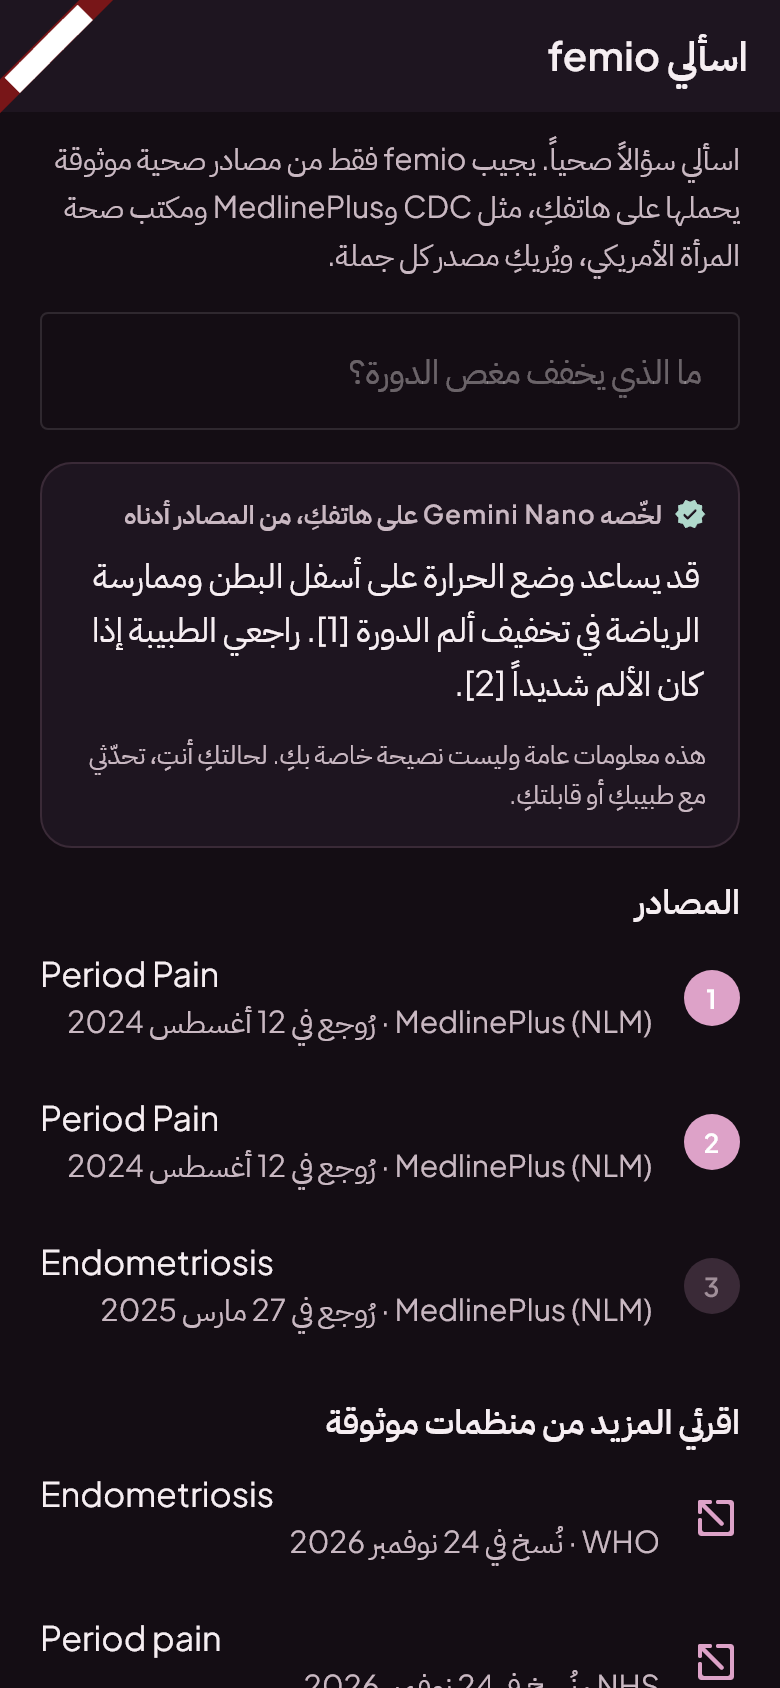 اسألي femio
اسألي سؤالاً صحياً. يجيب femio فقط من مصادر صحية موثوقة
يحملها على هاتفكِ، مثل CDC وMedlinePlus ومكتب صحة
المرأة الأمريكي، ويُريكِ مصدر كل جملة.
ما الذي يخفف مغص الدورة؟
لخّصه Gemini Nano على هاتفكِ، من المصادر أدناه
قد يساعد وضع الحرارة على أسفل البطن وممارسة
الرياضة في تخفيف ألم الدورة [1]. راجعي الطبيبة إذا
كان الألم شديداً [2].
هذه معلومات عامة وليست نصيحة خاصة بكِ. لحالتكِ أنتِ، تحدّثي
مع طبيبكِ أو قابلتكِ.
المصادر
1
Period Pain
MedlinePlus (NLM) · رُوجع في 12 أغسطس 2024
2
Period Pain
MedlinePlus (NLM) · رُوجع في 12 أغسطس 2024
3
Endometriosis
MedlinePlus (NLM) · رُوجع في 27 مارس 2025
اقرئي المزيد من منظمات موثوقة
Endometriosis
WHO · نُسخ في 24 نوفمبر 2026
Period pain
NHS · نُسخ في 24 نوفمبر 2026